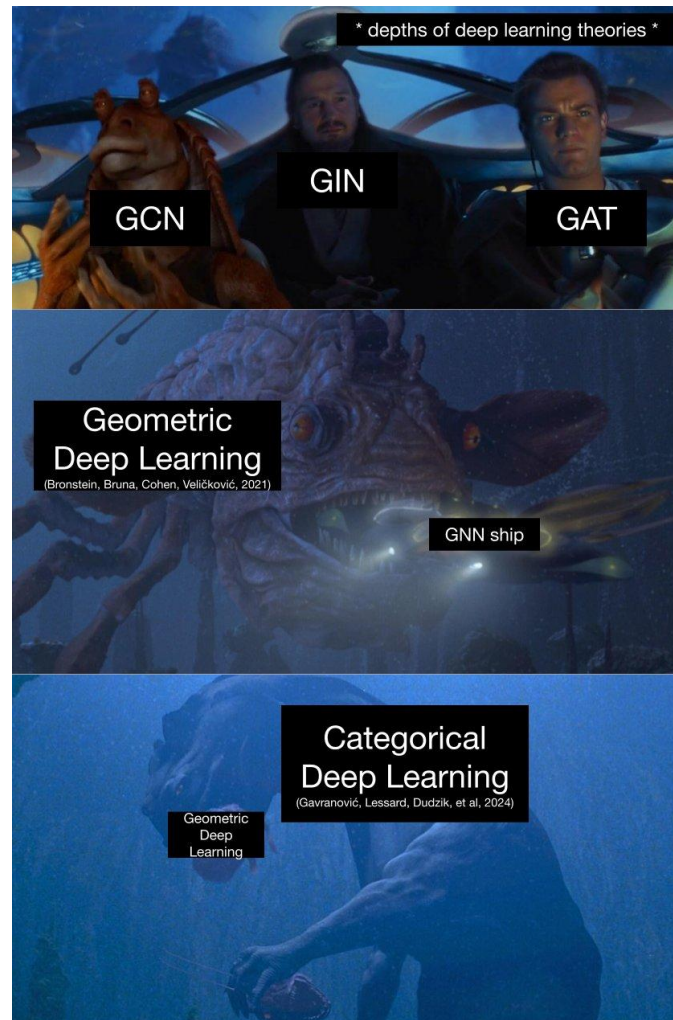 * depths of deep learning theories *
GCN
GIN
GAT
Geometric
Deep Learning
(Bronstein, Bruna, Cohen, Veličković, 2021)
GNN ship
Categorical
Deep Learning
(Gavranović, Lessard, Dudzik, et al, 2024)
Geometric
Deep
Learning